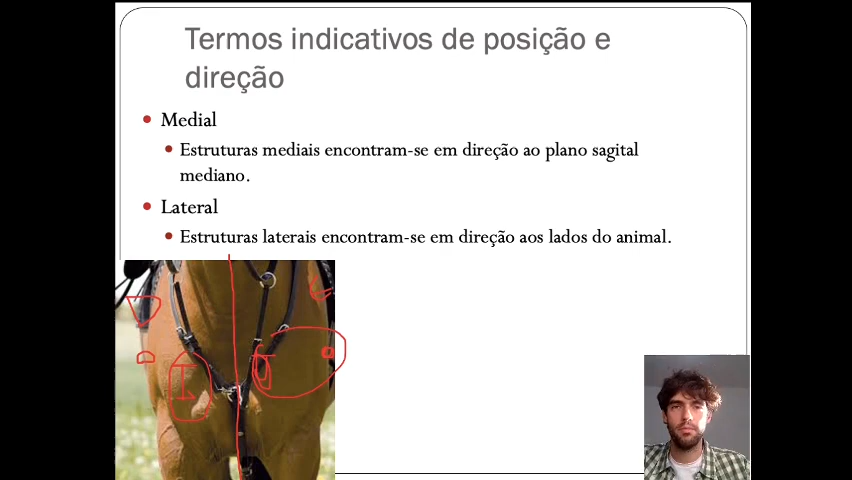 Termos indicativos de posição e
direção
Medial
Estruturas mediais encontram-se em direção ao plano sagital
mediano.
Lateral
Estruturas laterais encontram-se em direção aos lados do animal.